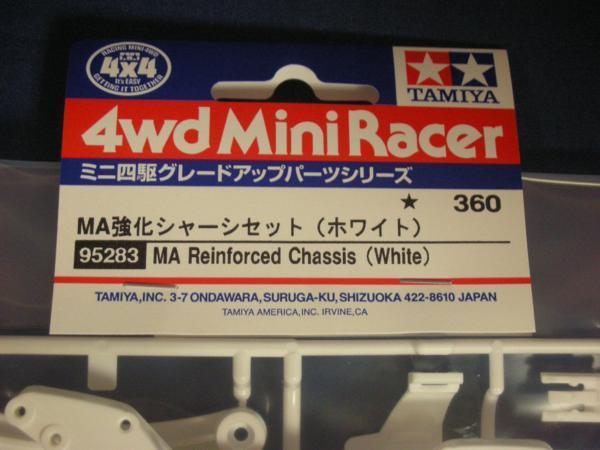 RACING MINI 4WD
4x4
It's EASY
GETTING IT TOGETHER
TAMIYA
4wd Mini Racer
ミニ四駆グレードアップパーツシリーズ
★ 360
MA強化シャーシセット（ホワイト）
95283 MA Reinforced Chassis (White)
TAMIYA,INC. 3-7 ONDAWARA,SURUGA-KU,SHIZUOKA 422-8610 JAPAN
TAMIYA AMERICA,INC. IRVINE,CA